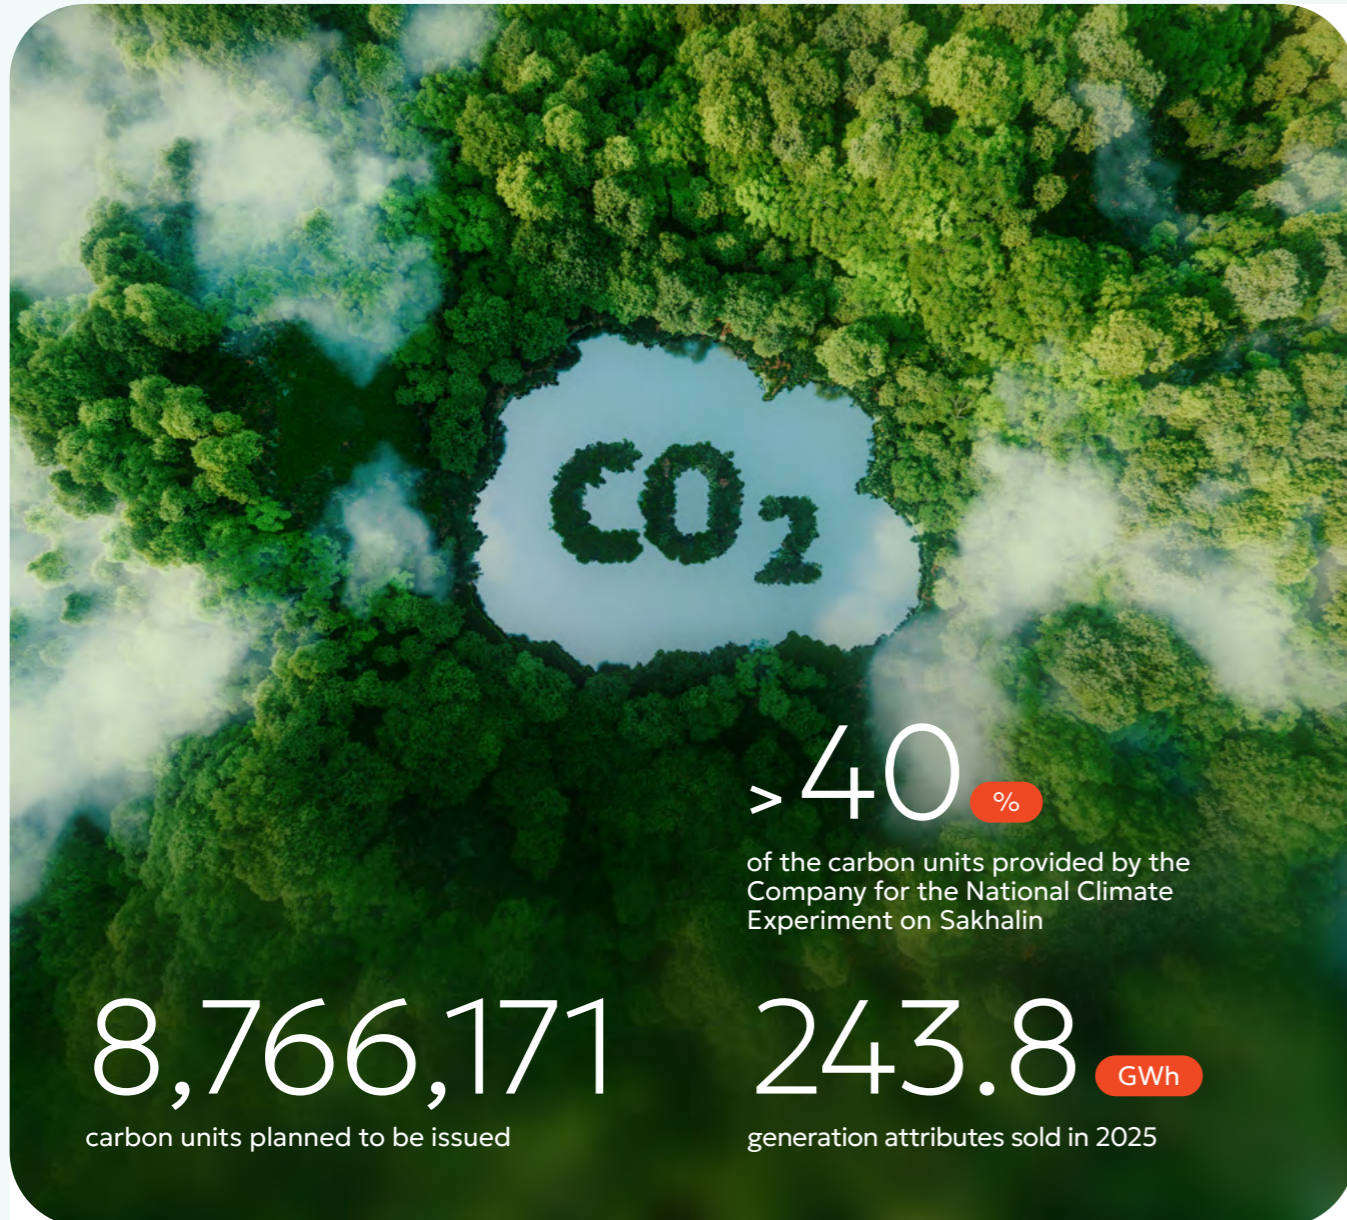 CO2
> 40 %
of the carbon units provided by the
Company for the National Climate
Experiment on Sakhalin
8,766,171
carbon units planned to be issued
243.8 GWh
generation attributes sold in 2025